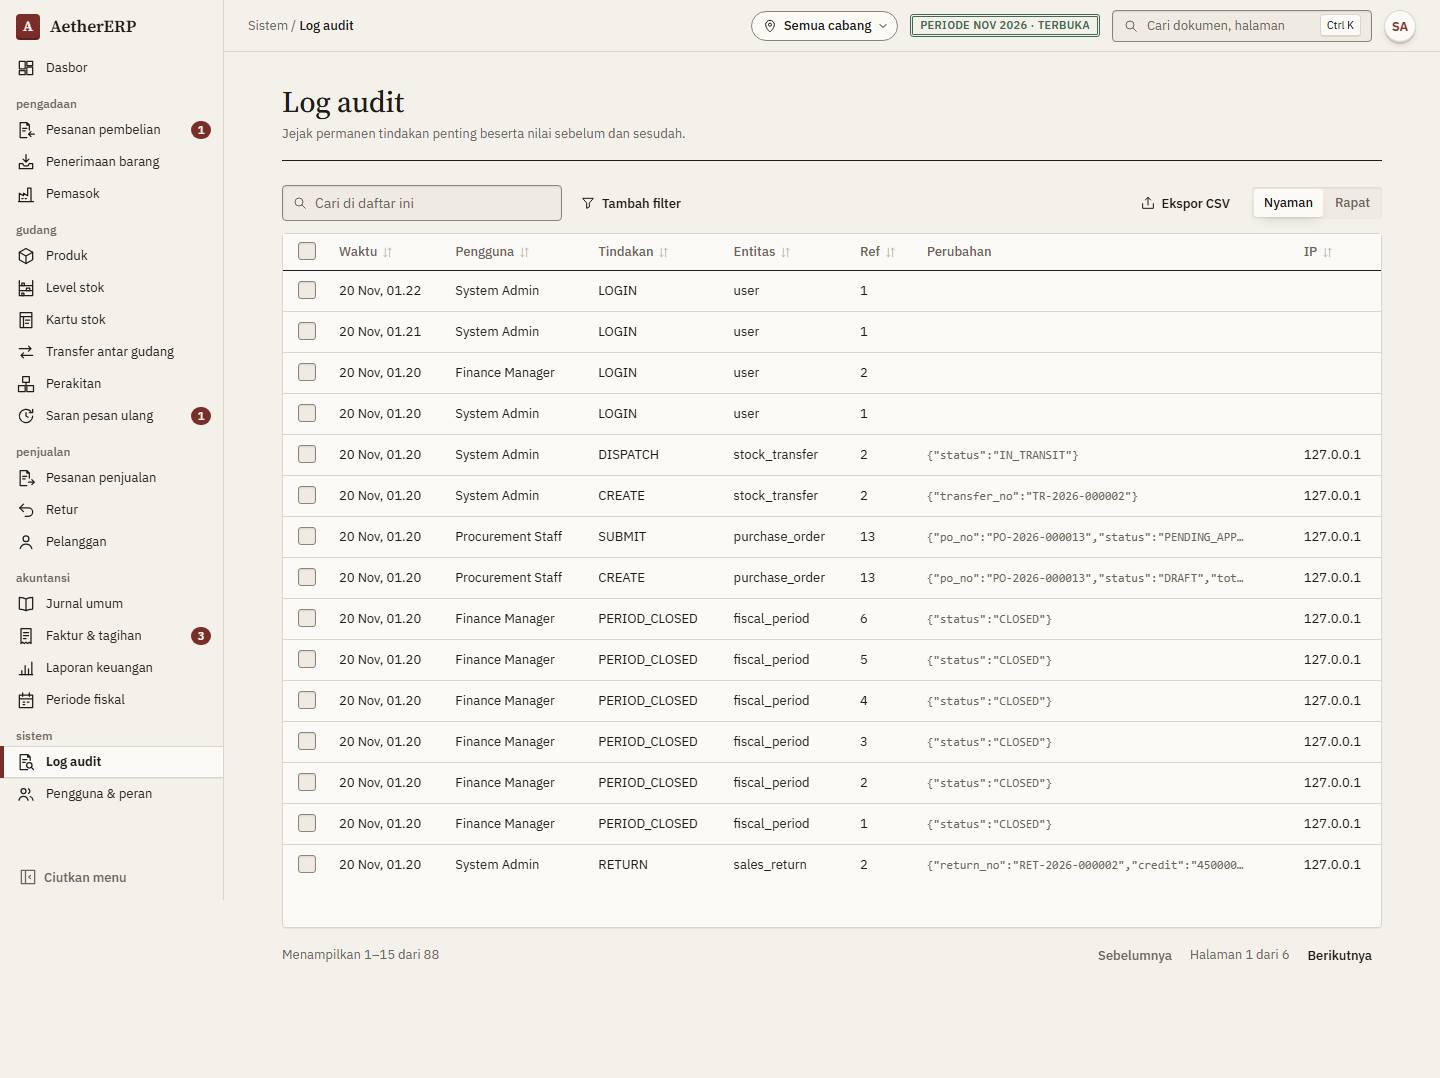 A AetherERP
Sistem / Log audit
Semua cabang
PERIODE NOV 2026 · TERBUKA
Cari dokumen, halaman Ctrl K
SA
Dasbor
pengadaan
Pesanan pembelian 1
Penerimaan barang
Pemasok
gudang
Produk
Level stok
Kartu stok
Transfer antar gudang
Perakitan
Saran pesan ulang 1
penjualan
Pesanan penjualan
Retur
Pelanggan
akuntansi
Jurnal umum
Faktur & tagihan 3
Laporan keuangan
Periode fiskal
sistem
Log audit
Pengguna & peran
Ciutkan menu
Log audit
Jejak permanen tindakan penting beserta nilai sebelum dan sesudah.
Cari di daftar ini
Tambah filter
Ekspor CSV
Nyaman Rapat
Waktu Pengguna Tindakan Entitas Ref Perubahan IP
20 Nov, 01.22 System Admin LOGIN user 1
20 Nov, 01.21 System Admin LOGIN user 1
20 Nov, 01.20 Finance Manager LOGIN user 2
20 Nov, 01.20 System Admin LOGIN user 1
20 Nov, 01.20 System Admin DISPATCH stock_transfer 2 {"status":"IN_TRANSIT"} 127.0.0.1
20 Nov, 01.20 System Admin CREATE stock_transfer 2 {"transfer_no":"TR-2026-000002"} 127.0.0.1
20 Nov, 01.20 Procurement Staff SUBMIT purchase_order 13 {"po_no":"PO-2026-000013","status":"PENDING_APP… 127.0.0.1
20 Nov, 01.20 Procurement Staff CREATE purchase_order 13 {"po_no":"PO-2026-000013","status":"DRAFT","tot… 127.0.0.1
20 Nov, 01.20 Finance Manager PERIOD_CLOSED fiscal_period 6 {"status":"CLOSED"} 127.0.0.1
20 Nov, 01.20 Finance Manager PERIOD_CLOSED fiscal_period 5 {"status":"CLOSED"} 127.0.0.1
20 Nov, 01.20 Finance Manager PERIOD_CLOSED fiscal_period 4 {"status":"CLOSED"} 127.0.0.1
20 Nov, 01.20 Finance Manager PERIOD_CLOSED fiscal_period 3 {"status":"CLOSED"} 127.0.0.1
20 Nov, 01.20 Finance Manager PERIOD_CLOSED fiscal_period 2 {"status":"CLOSED"} 127.0.0.1
20 Nov, 01.20 Finance Manager PERIOD_CLOSED fiscal_period 1 {"status":"CLOSED"} 127.0.0.1
20 Nov, 01.20 System Admin RETURN sales_return 2 {"return_no":"RET-2026-000002","credit":"450000… 127.0.0.1
Menampilkan 1–15 dari 88
Sebelumnya Halaman 1 dari 6 Berikutnya